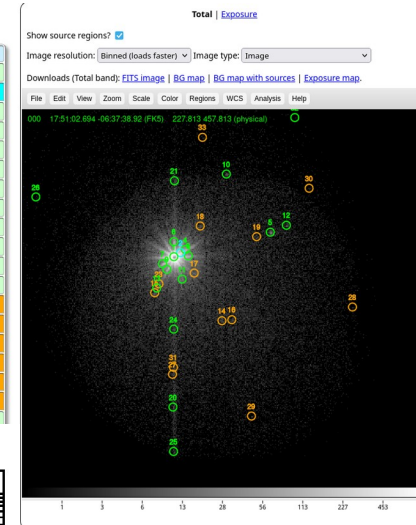 Total | Exposure
Show source regions?
Image resolution: Binned (loads faster) Image type: Image
Downloads (Total band): FITS image | BG map | BG map with sources | Exposure map.
File Edit View Zoom Scale Color Regions WCS Analysis Help
000 17:51:02.694 -06:37:38.92 (FK5) 227.813 457.813 (physical)
33
10
21
30
26
18
12
5
19
6
17
28
14 16
24
31
20
29
25
1 3 6 13 28 56 113 227 453